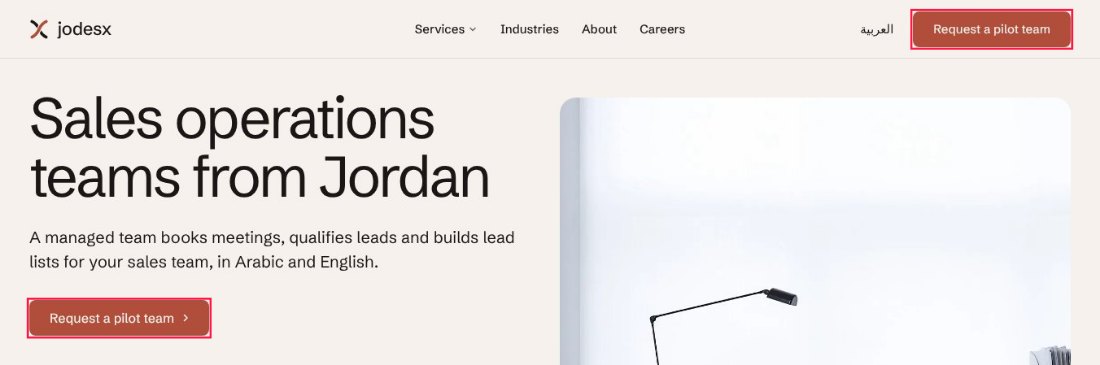 jodesx
Services
Industries
About
Careers
العربية
Request a pilot team
Sales operations
teams from Jordan
A managed team books meetings, qualifies leads and builds lead
lists for your sales team, in Arabic and English.
Request a pilot team